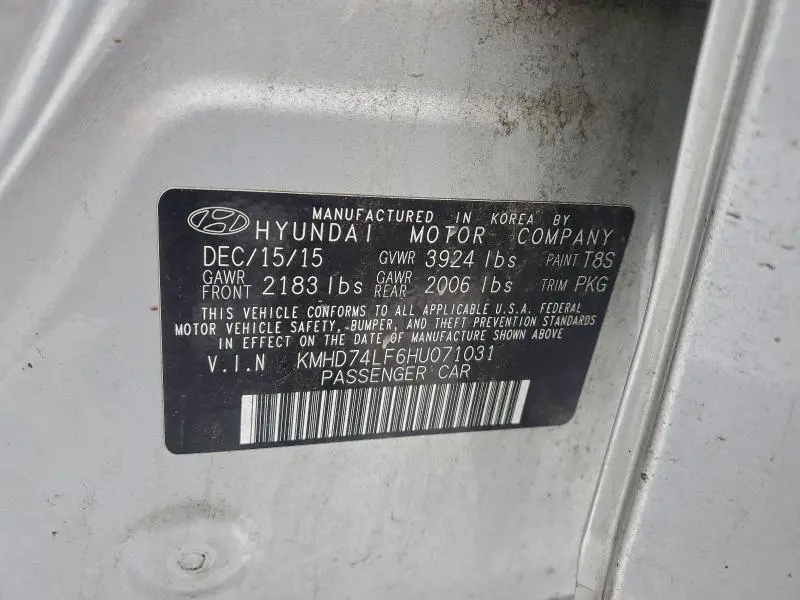 MANUFACTURED IN KOREA BY
HYUNDAI MOTOR COMPANY
DEC/15/15 GVWR 3924 lbs PAINT T8S
GAWR FRONT 2183 lbs GAWR REAR 2006 lbs TRIM PKG
THIS VEHICLE CONFORMS TO ALL APPLICABLE U.S.A. FEDERAL
MOTOR VEHICLE SAFETY, BUMPER, AND THEFT PREVENTION STANDARDS
IN EFFECT ON THE DATE OF MANUFACTURE SHOWN ABOVE
V.I.N KMHD74LF6HU071031
PASSENGER CAR